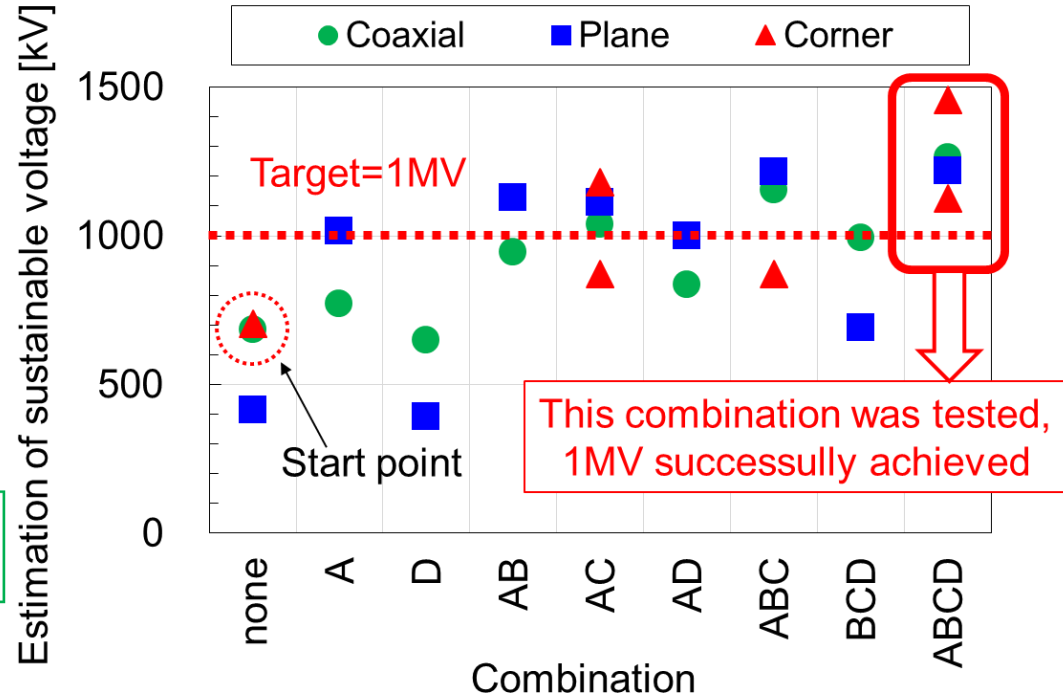 Coaxial Plane Corner
Estimation of sustainable voltage [kV]
1500
1000
500
0
Target=1MV
Start point
This combination was tested,
1MV successully achieved
none A D AB AC AD ABC BCD ABCD
Combination